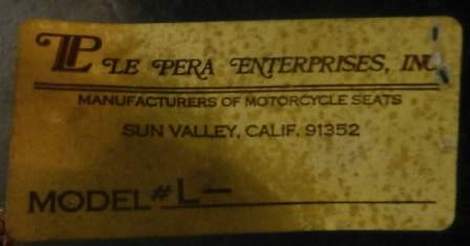 LP LE PERA ENTERPRISES, INC
MANUFACTURERS OF MOTORCYCLE SEATS
SUN VALLEY, CALIF. 91352
MODEL# L—